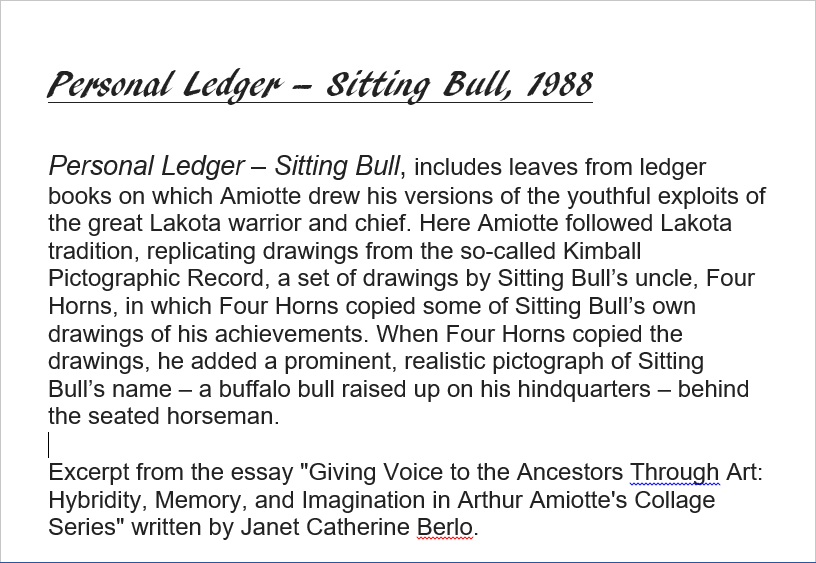 Personal Ledger – Sitting Bull, 1988
Personal Ledger – Sitting Bull, includes leaves from ledger
books on which Amiotte drew his versions of the youthful exploits of
the great Lakota warrior and chief. Here Amiotte followed Lakota
tradition, replicating drawings from the so-called Kimball
Pictographic Record, a set of drawings by Sitting Bull’s uncle, Four
Horns, in which Four Horns copied some of Sitting Bull’s own
drawings of his achievements. When Four Horns copied the
drawings, he added a prominent, realistic pictograph of Sitting
Bull’s name – a buffalo bull raised up on his hindquarters – behind
the seated horseman.
Excerpt from the essay "Giving Voice to the Ancestors Through Art:
Hybridity, Memory, and Imagination in Arthur Amiotte's Collage
Series" written by Janet Catherine Berlo.